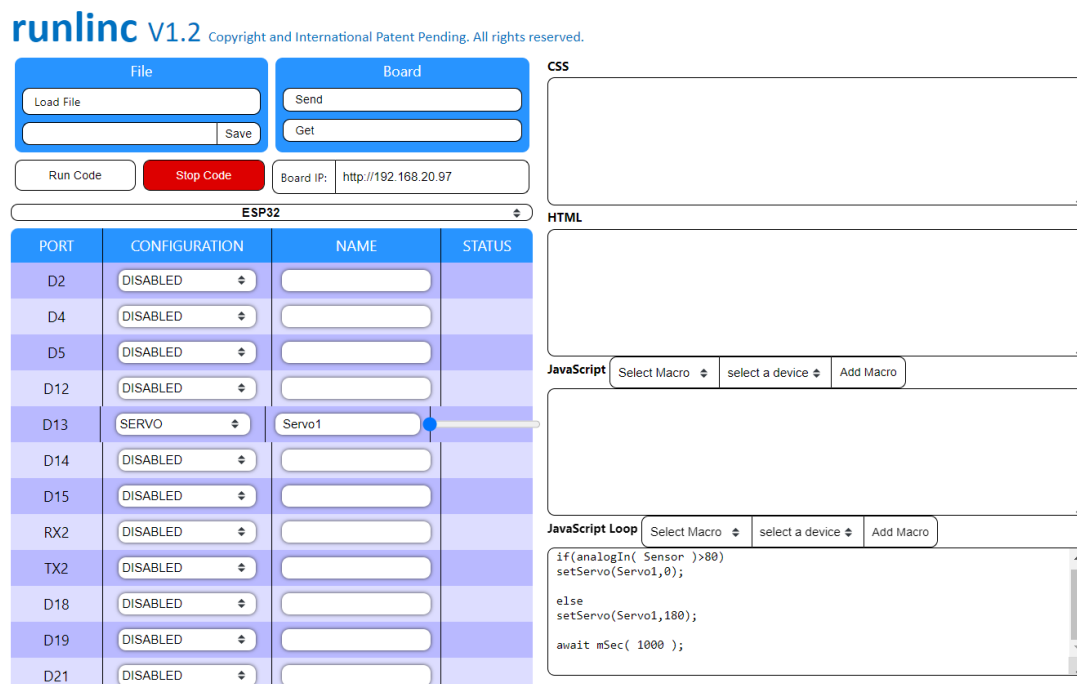 runlinc V1.2 Copyright and International Patent Pending. All rights reserved.
File
Load File
Save
Board
Send
Get
Run Code
Stop Code
Board IP:
http://192.168.20.97
ESP32
PORT CONFIGURATION NAME STATUS
D2 DISABLED
D4 DISABLED
D5 DISABLED
D12 DISABLED
D13 SERVO Servo1
D14 DISABLED
D15 DISABLED
RX2 DISABLED
TX2 DISABLED
D18 DISABLED
D19 DISABLED
D21 DISABLED
CSS
HTML
JavaScript Select Macro select a device Add Macro
JavaScript Loop Select Macro select a device Add Macro
if(analogIn( Sensor )>80)
setServo(Servo1,0);
else
setServo(Servo1,180);
await mSec( 1000 );